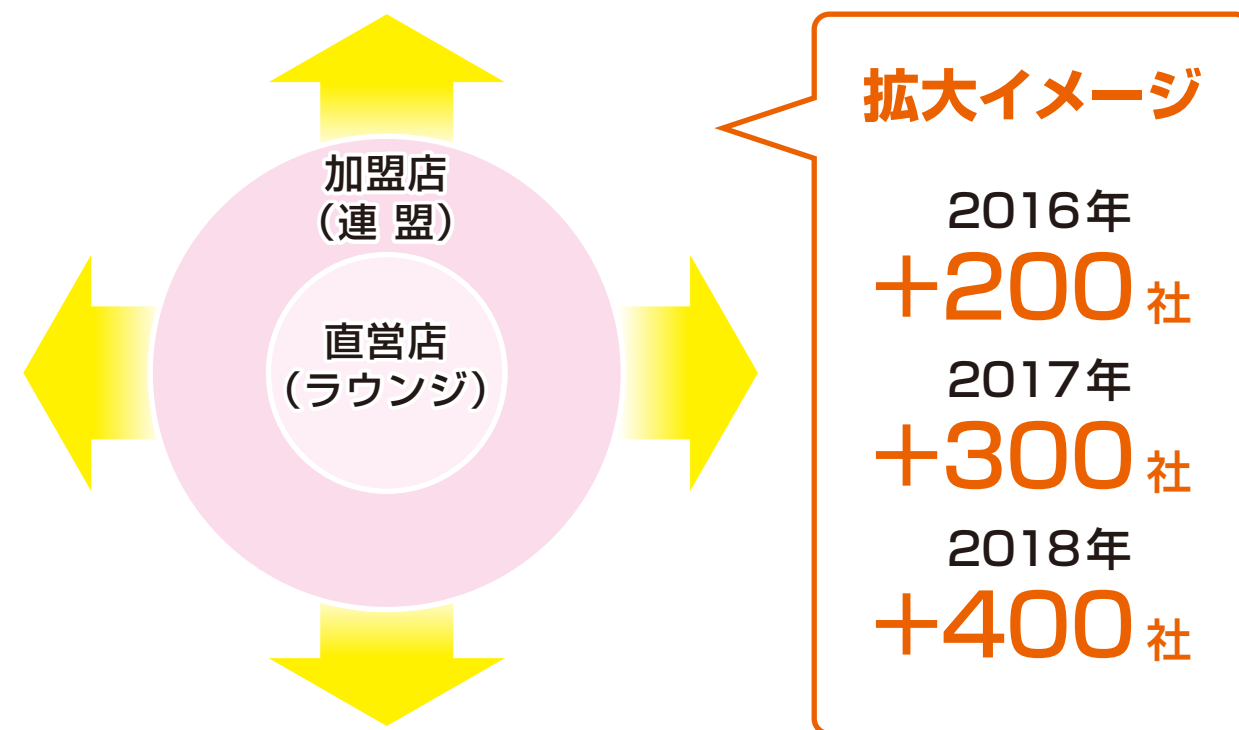 加盟店
（連 盟）
直営店
（ラウンジ）
拡大イメージ
2016年
＋200社
2017年
＋300社
2018年
＋400社